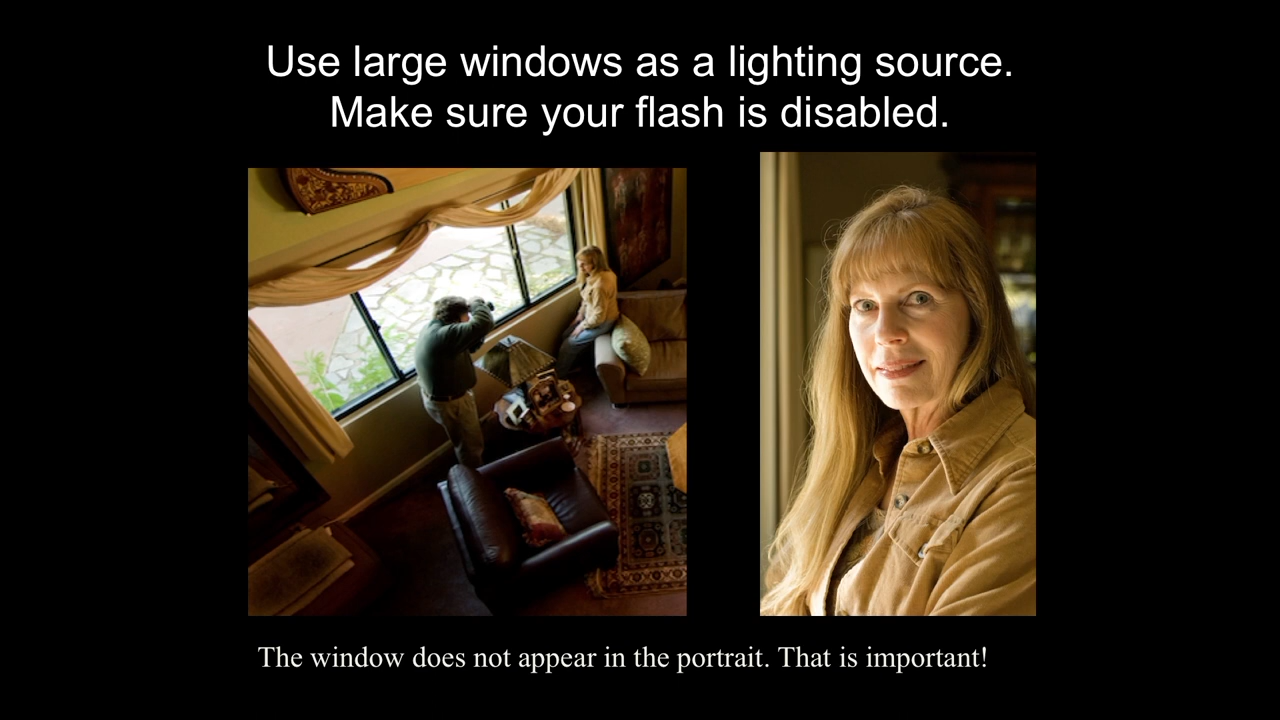 Use large windows as a lighting source.
Make sure your flash is disabled.
The window does not appear in the portrait. That is important!